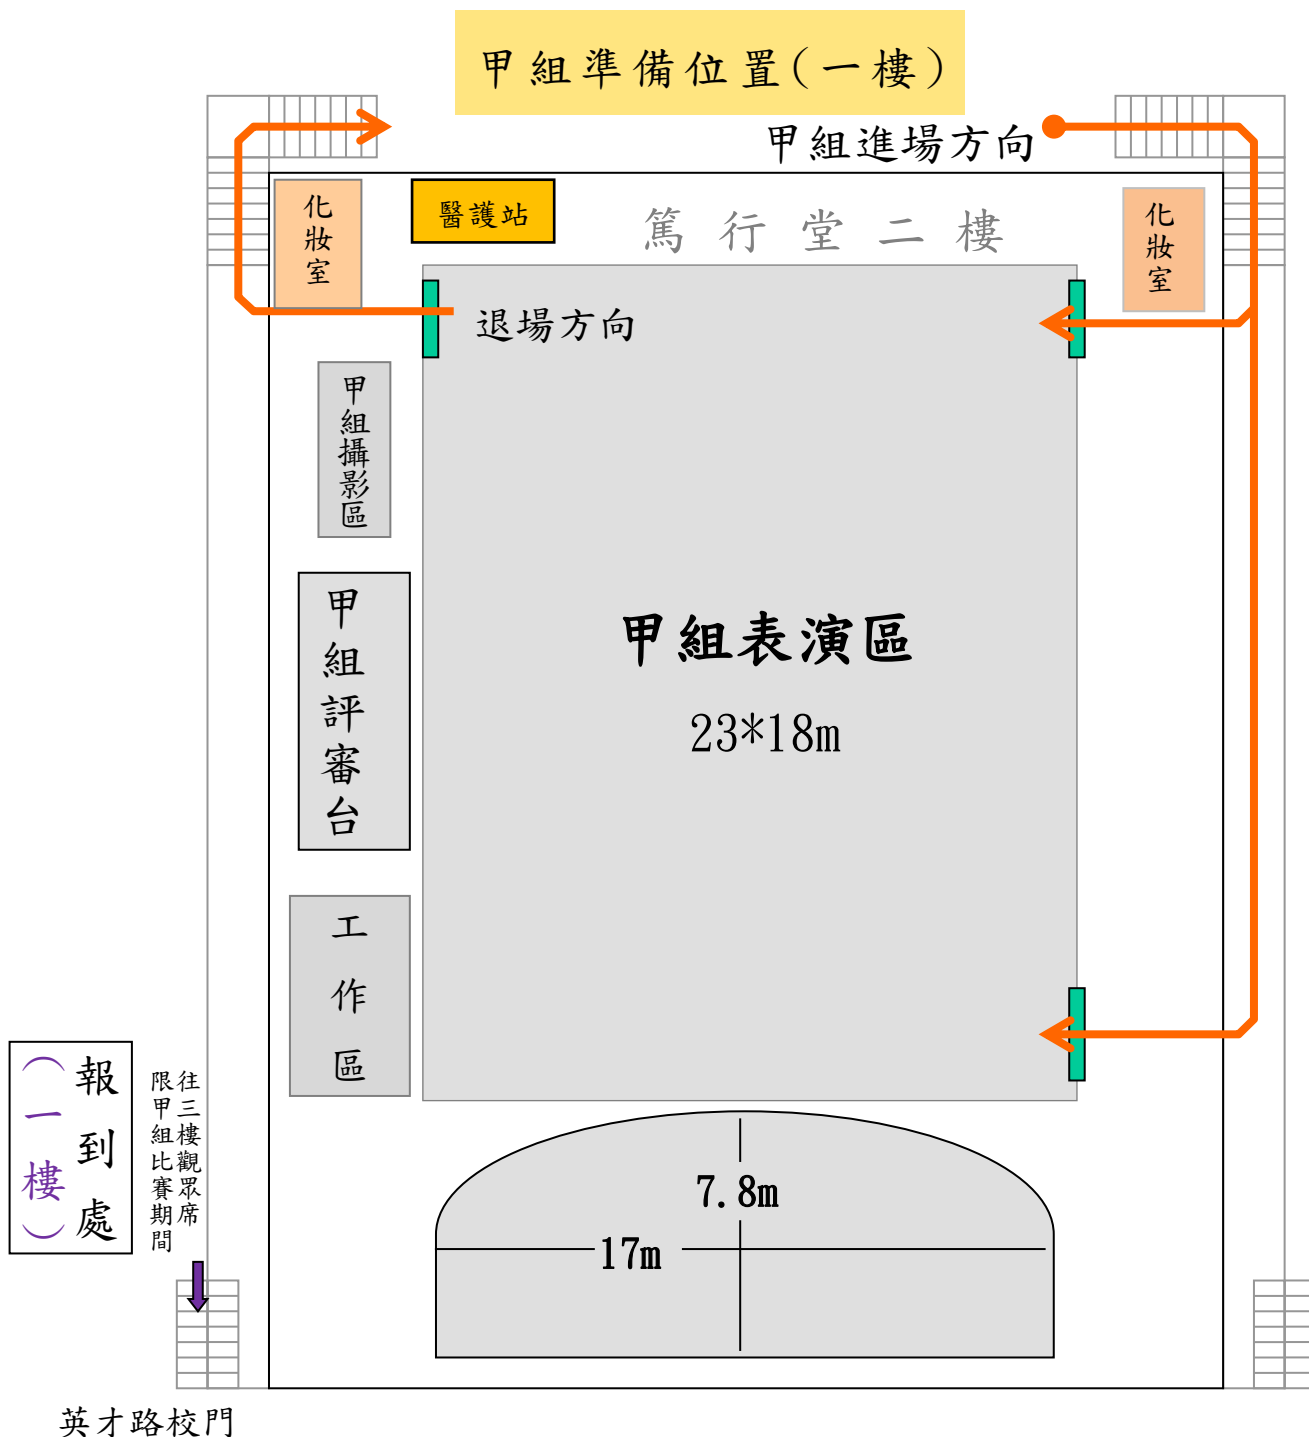 甲組準備位置(一樓)
甲組進場方向
化妝室
醫護站
篤行堂二樓
化妝室
退場方向
甲組攝影區
甲組表演區
23*18m
甲組評審台
工作區
報到處
(一樓)
往三樓觀眾席
限甲組比賽期間
7.8m
17m
英才路校門